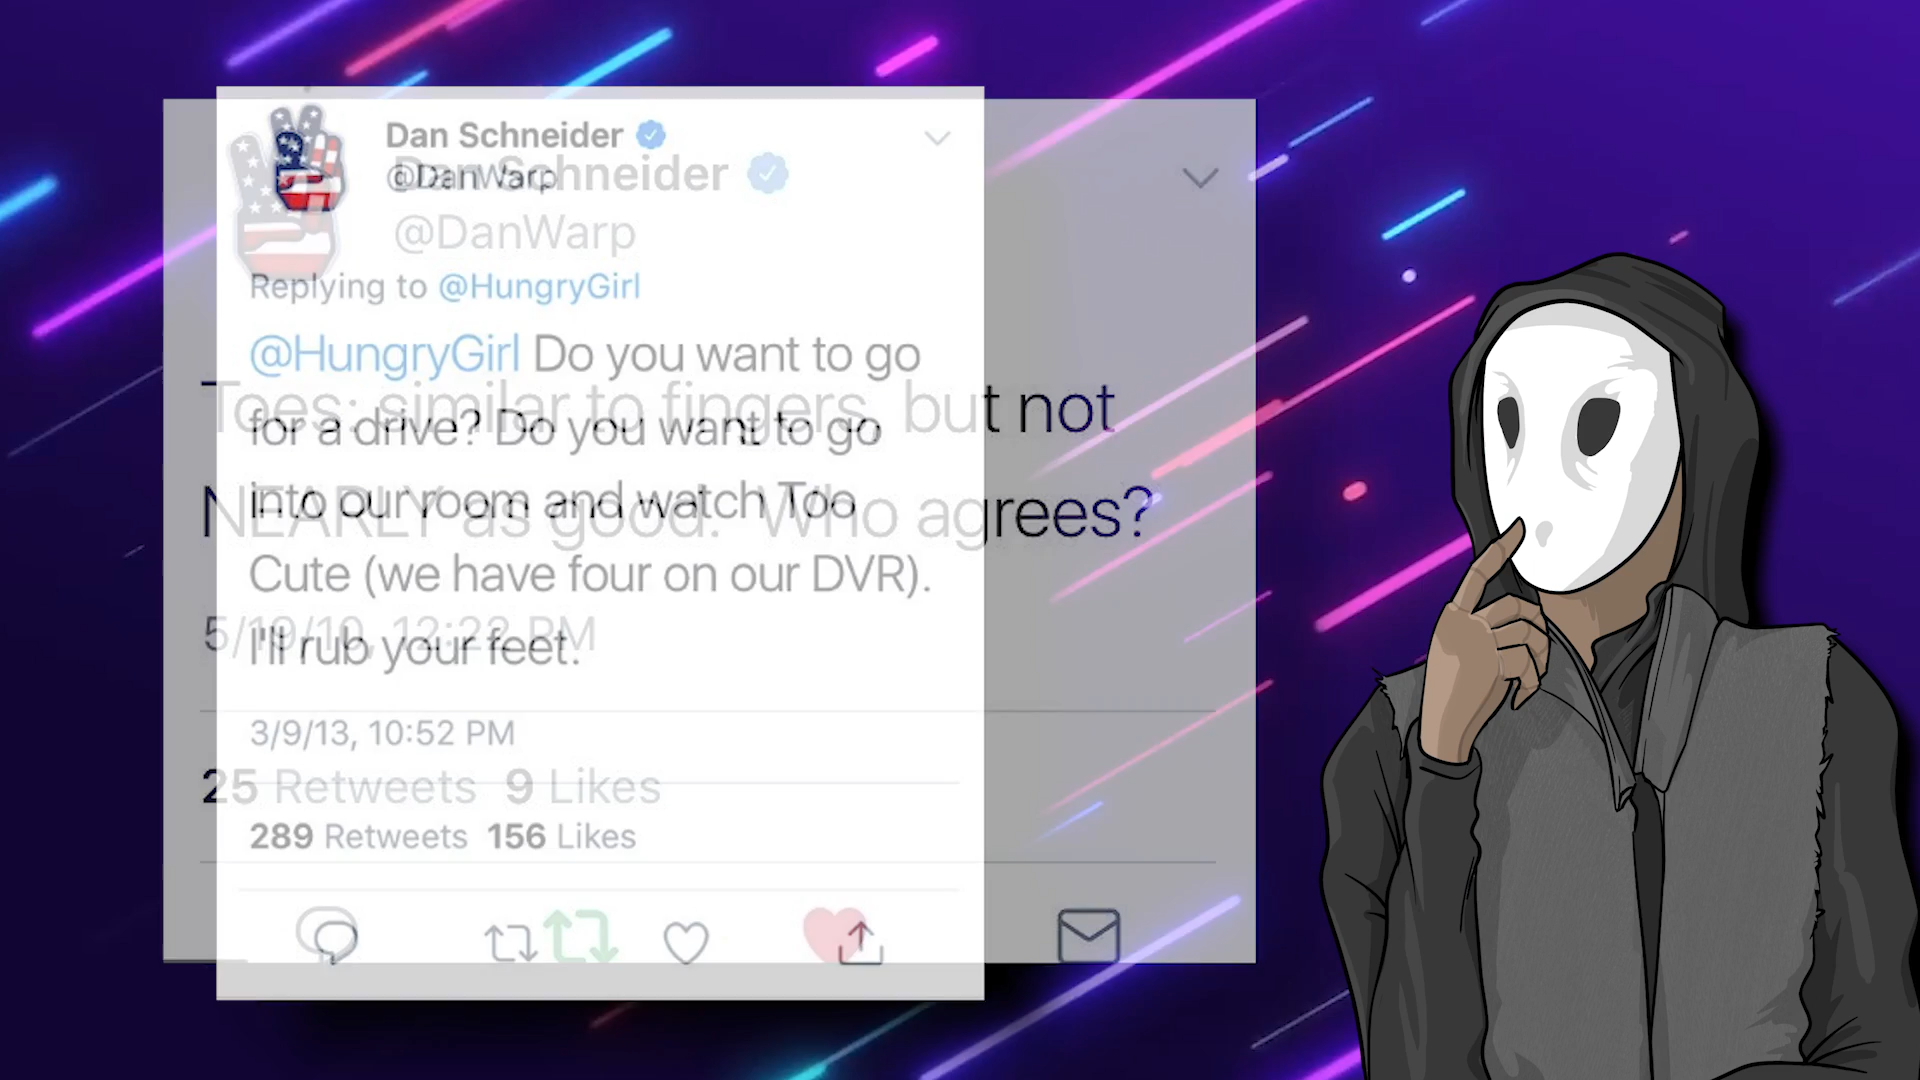 Dan Schneider
@DanWarp
Replying to @HungryGirl
@HungryGirl Do you want to go
for a drive? Do you want to go
into our room and watch Too
Cute (we have four on our DVR).
I'll rub your feet.
3/9/13, 10:52 PM
289 Retweets 156 Likes
Dan Schneider
@DanWarp
Toes: similar to fingers, but not
NEARLY as good. Who agrees?
5/19/10, 12:22 PM
25 Retweets 9 Likes